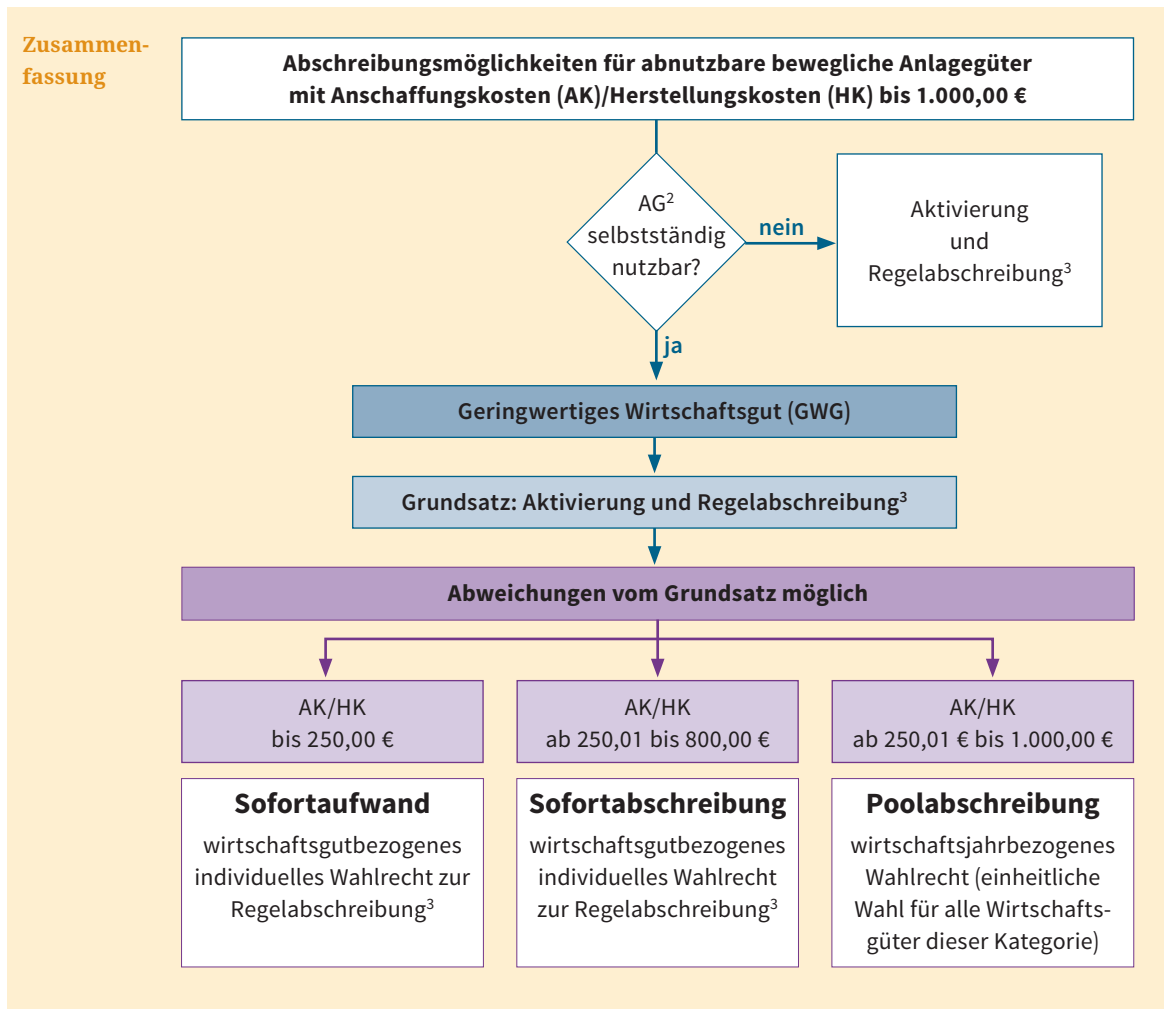 Zusammen-
fassung
Abschreibungsmöglichkeiten für abnutzbare bewegliche Anlagegüter
mit Anschaffungskosten (AK)/Herstellungskosten (HK) bis 1.000,00 €
AG²
selbstständig
nutzbar?
nein
Aktivierung
und
Regelabschreibung³
ja
Geringwertiges Wirtschaftsgut (GWG)
Grundsatz: Aktivierung und Regelabschreibung³
Abweichungen vom Grundsatz möglich
AK/HK
bis 250,00 €
Sofortaufwand
wirtschaftsgutbezogenes
individuelles Wahlrecht zur
Regelabschreibung³
AK/HK
ab 250,01 bis 800,00 €
Sofortabschreibung
wirtschaftsgutbezogenes
individuelles Wahlrecht
zur Regelabschreibung³
AK/HK
ab 250,01 € bis 1.000,00 €
Poolabschreibung
wirtschaftsjahrbezogenes
Wahlrecht (einheitliche
Wahl für alle Wirtschafts-
güter dieser Kategorie)